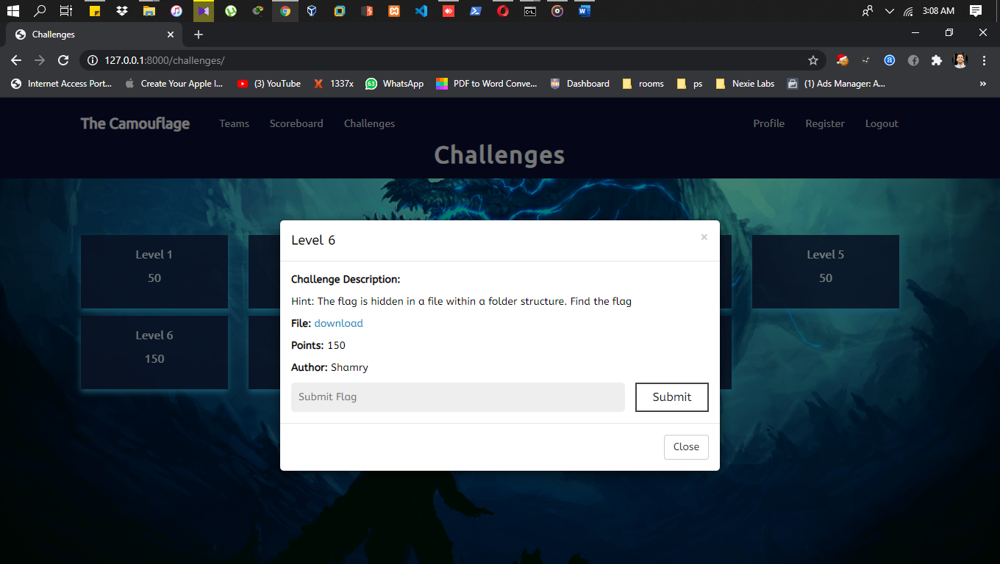 3:08 AM
Challenges
127.0.0.1:8000/challenges/
Internet Access Port... Create Your Apple I... (3) YouTube 1337x 63 WhatsApp PDF to Word Conve... Dashboard rooms ps Nexie Labs (1) Ads Manager: A... »
The Camouflage Teams Scoreboard Challenges Profile Register Logout
Challenges
Level 1
50
Level 5
50
Level 6
150
Level 6 ×
Challenge Description:
Hint: The flag is hidden in a file within a folder structure. Find the flag
File: download
Points: 150
Author: Shamry
Submit Flag Submit
Close